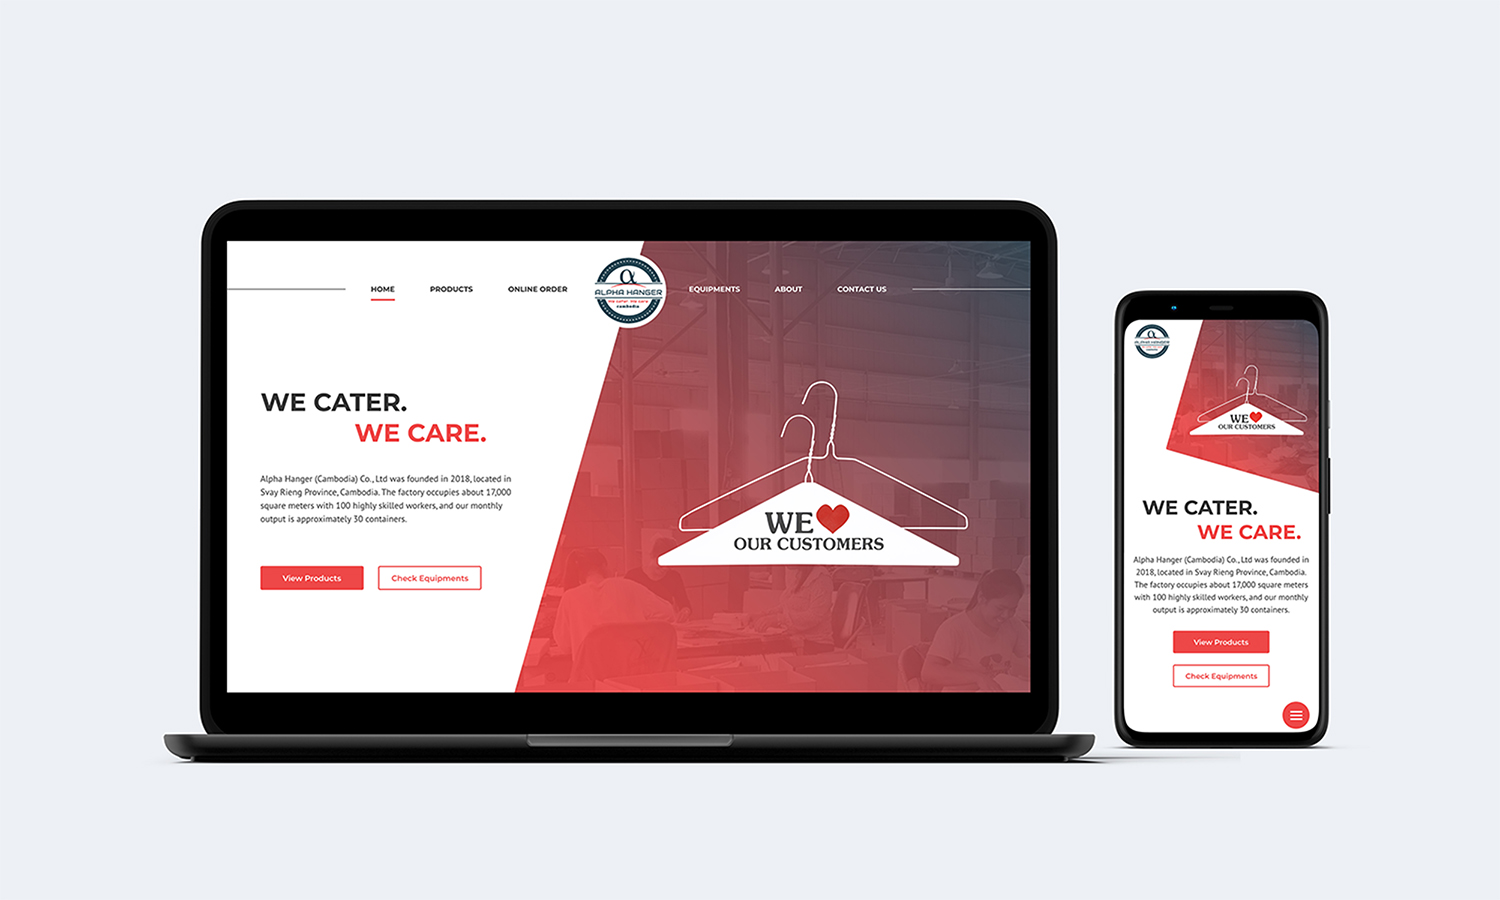 HOME
PRODUCTS
ONLINE ORDER
α
ALPHA HANGER
We Cater. We Care
cambodia
EQUIPMENTS
ABOUT
CONTACT US
WE CATER.
WE CARE.
Alpha Hanger (Cambodia) Co., Ltd was founded in 2018, located in
Svay Rieng Province, Cambodia. The factory occupies about 17,000
square meters with 100 highly skilled workers, and our monthly
output is approximately 30 containers.
View Products
Check Equipments
WE
OUR CUSTOMERS
ALPHA HANGER
WE
OUR CUSTOMERS
WE CATER.
WE CARE.
Alpha Hanger (Cambodia) Co., Ltd was founded in
2018, located in Svay Rieng Province, Cambodia.
The factory occupies about 17,000 square meters
with 100 highly skilled workers, and our monthly
output is approximately 30 containers.
View Products
Check Equipments